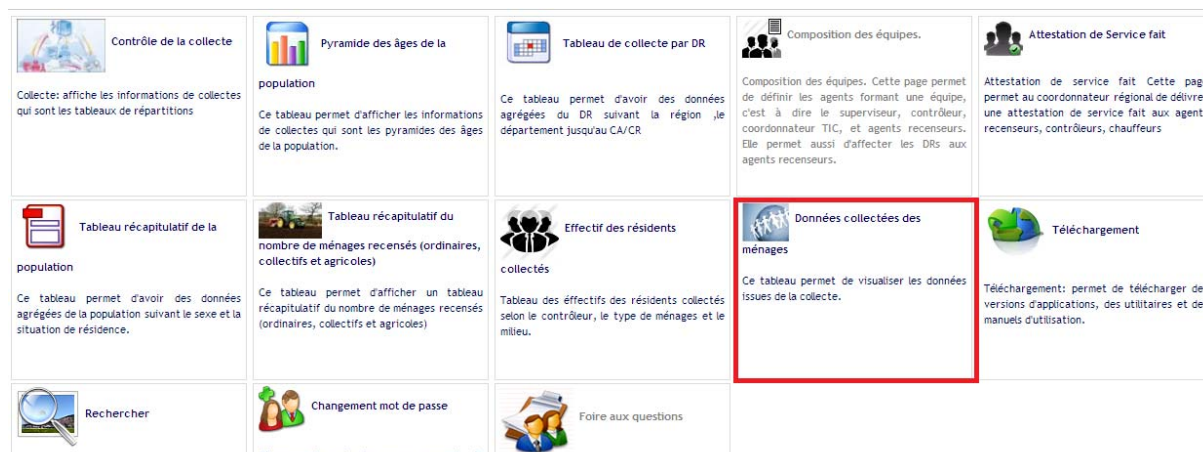 Contrôle de la collecte
Collecte: affiche les informations de collectes
qui sont les tableaux de répartitions
Pyramide des âges de la
population
Ce tableau permet d'afficher les informations
de collectes qui sont les pyramides des âges
de la population.
Tableau de collecte par DR
Ce tableau permet d'avoir des données
agrégées du DR suivant la région ,le
département jusqu'au CA/CR
Composition des équipes.
Composition des équipes. Cette page permet
de définir les agents formant une équipe,
c'est à dire le superviseur, contrôleur,
coordonnateur TIC, et agents recenseurs.
Elle permet aussi d'affecter les DRs aux
agents recenseurs.
Attestation de Service fait
Attestation de service fait Cette page
permet au coordonnateur régional de délivre
une attestation de service fait aux agent
recenseurs, contrôleurs, chauffeurs
Tableau récapitulatif de la
population
Ce tableau permet d'avoir des données
agrégées de la population suivant le sexe et la
situation de résidence.
Tableau récapitulatif du
nombre de ménages recensés (ordinaires,
collectifs et agricoles)
Ce tableau permet d'afficher un tableau
récapitulatif du nombre de ménages recensés
(ordinaires, collectifs et agricoles)
Effectif des résidents
collectés
Tableau des éffectifs des résidents collectés
selon le contrôleur, le type de ménages et le
milieu.
Données collectées des
ménages
Ce tableau permet de visualiser les données
issues de la collecte.
Téléchargement
Téléchargement: permet de télécharger de
versions d'applications, des utilitaires et de
manuels d'utilisation.
Rechercher
Changement mot de passe
Foire aux questions